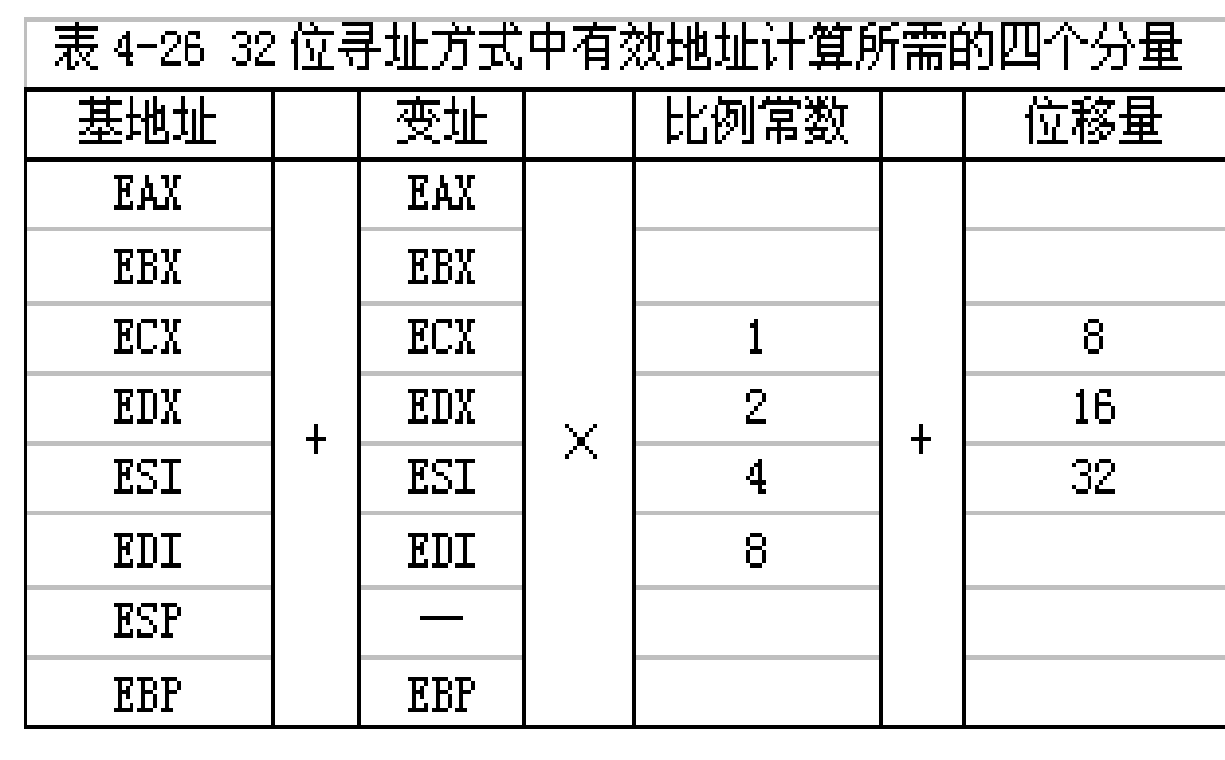 表 4-26 32 位寻址方式中有效地址计算所需的四个分量
基地址 变址 比例常数 位移量
EAX EAX
EBX EBX
ECX ECX 1 8
EDX EDX 2 16
+ × +
ESI ESI 4 32
EDI EDI 8
ESP —
EBP EBP